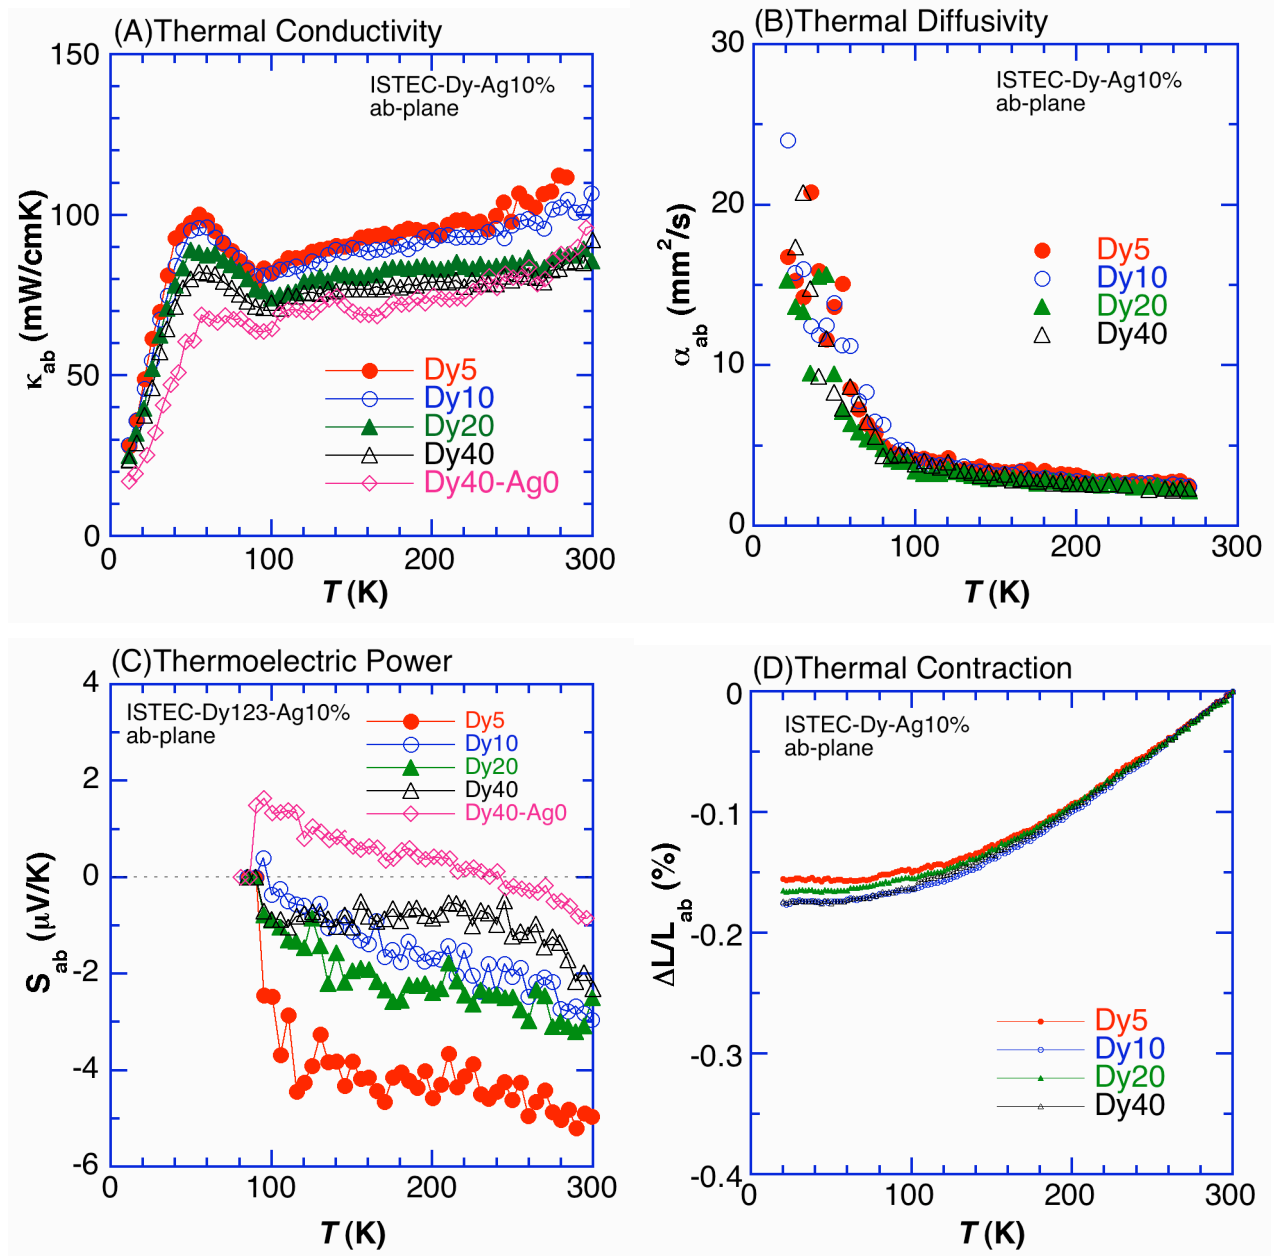 (A)Thermal Conductivity
150
100
50
0
κab (mW/cmK)
ISTEC-Dy-Ag10%
ab-plane
Dy5
Dy10
Dy20
Dy40
Dy40-Ag0
0 100 200 300
T (K)
(B)Thermal Diffusivity
30
20
10
0
αab (mm2/s)
ISTEC-Dy-Ag10%
ab-plane
Dy5
Dy10
Dy20
Dy40
0 100 200 300
T (K)
(C)Thermoelectric Power
4
2
0
-2
-4
-6
Sab (μV/K)
ISTEC-Dy123-Ag10%
ab-plane
Dy5
Dy10
Dy20
Dy40
Dy40-Ag0
0 100 200 300
T (K)
(D)Thermal Contraction
0
-0.1
-0.2
-0.3
-0.4
ΔL/Lab (%)
ISTEC-Dy-Ag10%
ab-plane
Dy5
Dy10
Dy20
Dy40
0 100 200 300
T (K)